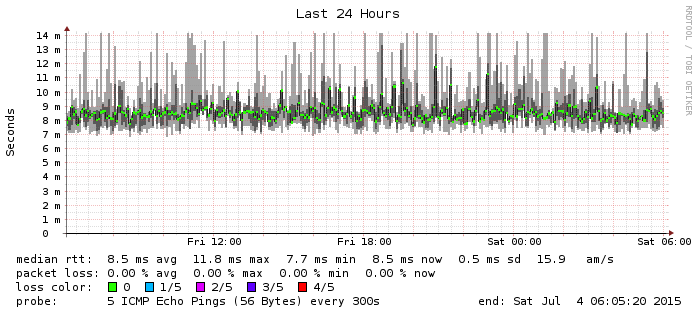 Last 24 Hours
RRDTOOL / TOBI OETIKER
Seconds
14 m
13 m
12 m
11 m
10 m
9 m
8 m
7 m
6 m
5 m
4 m
3 m
2 m
1 m
0
Fri 12:00 Fri 18:00 Sat 00:00 Sat 06:00
median rtt: 8.5 ms avg 11.8 ms max 7.7 ms min 8.5 ms now 0.5 ms sd 15.9 am/s
packet loss: 0.00 % avg 0.00 % max 0.00 % min 0.00 % now
loss color: 0 1/5 2/5 3/5 4/5
probe: 5 ICMP Echo Pings (56 Bytes) every 300s end: Sat Jul 4 06:05:20 2015